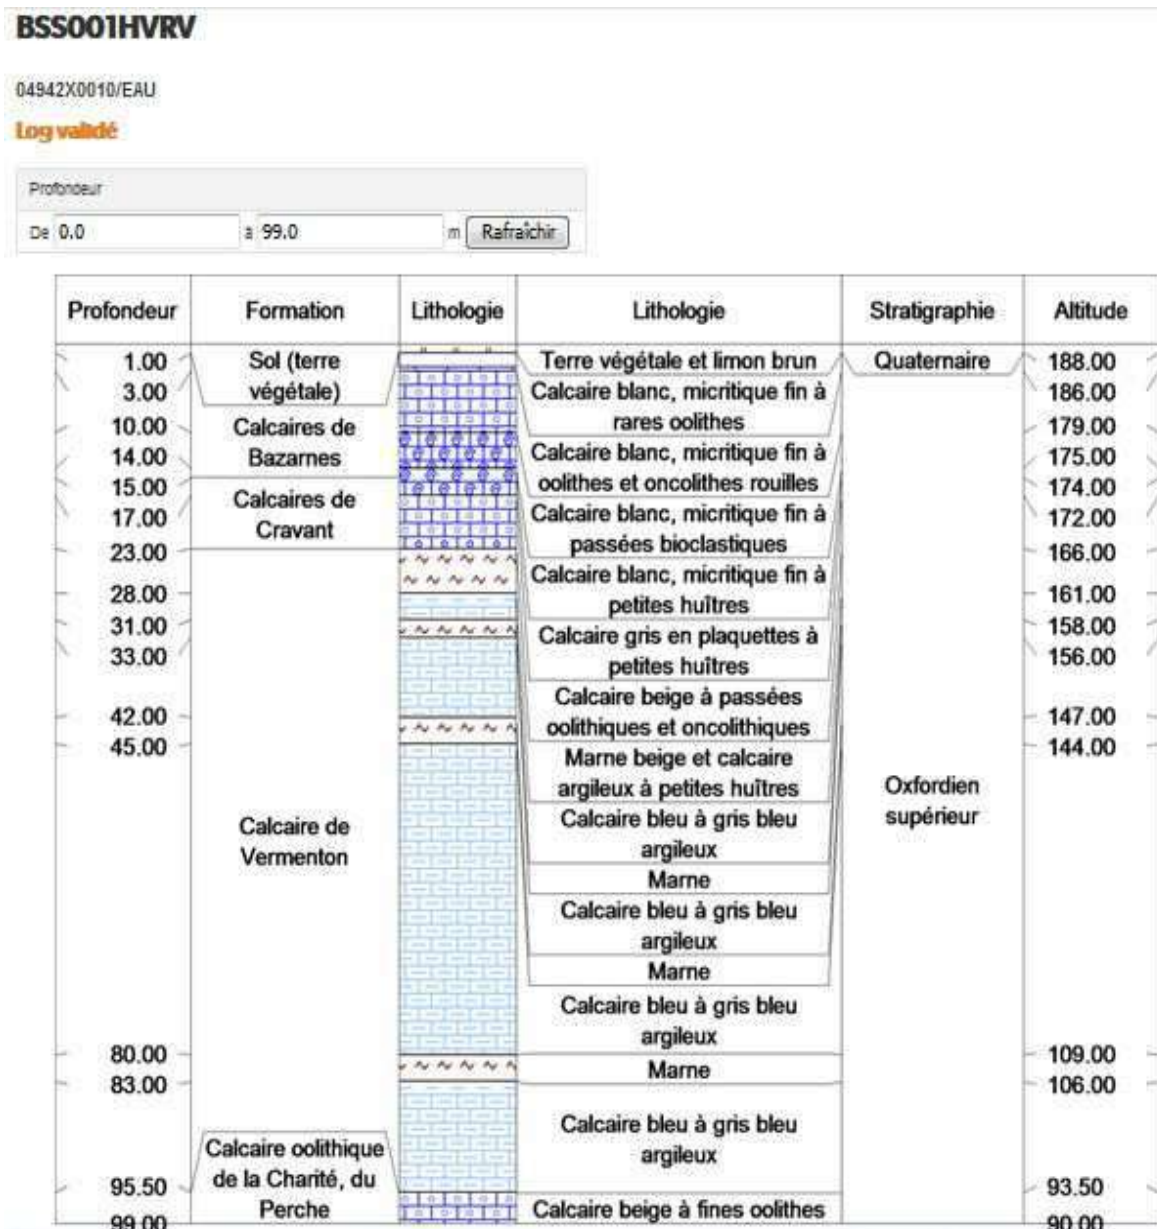 BSS001HVRV
04942X0010/EAU
Log validé
Profondeur
De 0.0 à 99.0 m Rafraîchir
Profondeur Formation Lithologie Lithologie Stratigraphie Altitude
1.00 Sol (terre Terre végétale et limon brun Quaternaire 188.00
3.00 végétale) Calcaire blanc, micritique fin à 186.00
rares oolithes
10.00 Calcaires de 179.00
14.00 Bazarnes Calcaire blanc, micritique fin à 175.00
15.00 oolithes et oncolithes rouilles 174.00
Calcaires de
17.00 Calcaire blanc, micritique fin à 172.00
Cravant passées bioclastiques
23.00 166.00
Calcaire blanc, micritique fin à
28.00 petites huîtres 161.00
31.00 Calcaire gris en plaquettes à 158.00
33.00 petites huîtres 156.00
Calcaire beige à passées
42.00 oolithiques et oncolithiques 147.00
45.00 Marne beige et calcaire 144.00
argileux à petites huîtres Oxfordien
Calcaire de Calcaire bleu à gris bleu supérieur
Vermenton argileux
Marne
Calcaire bleu à gris bleu
argileux
Marne
Calcaire bleu à gris bleu
argileux
80.00 Marne 109.00
83.00 106.00
Calcaire bleu à gris bleu
argileux
Calcaire oolithique
de la Charité, du
95.50 93.50
Perche Calcaire beige à fines oolithes
99.00 90.00